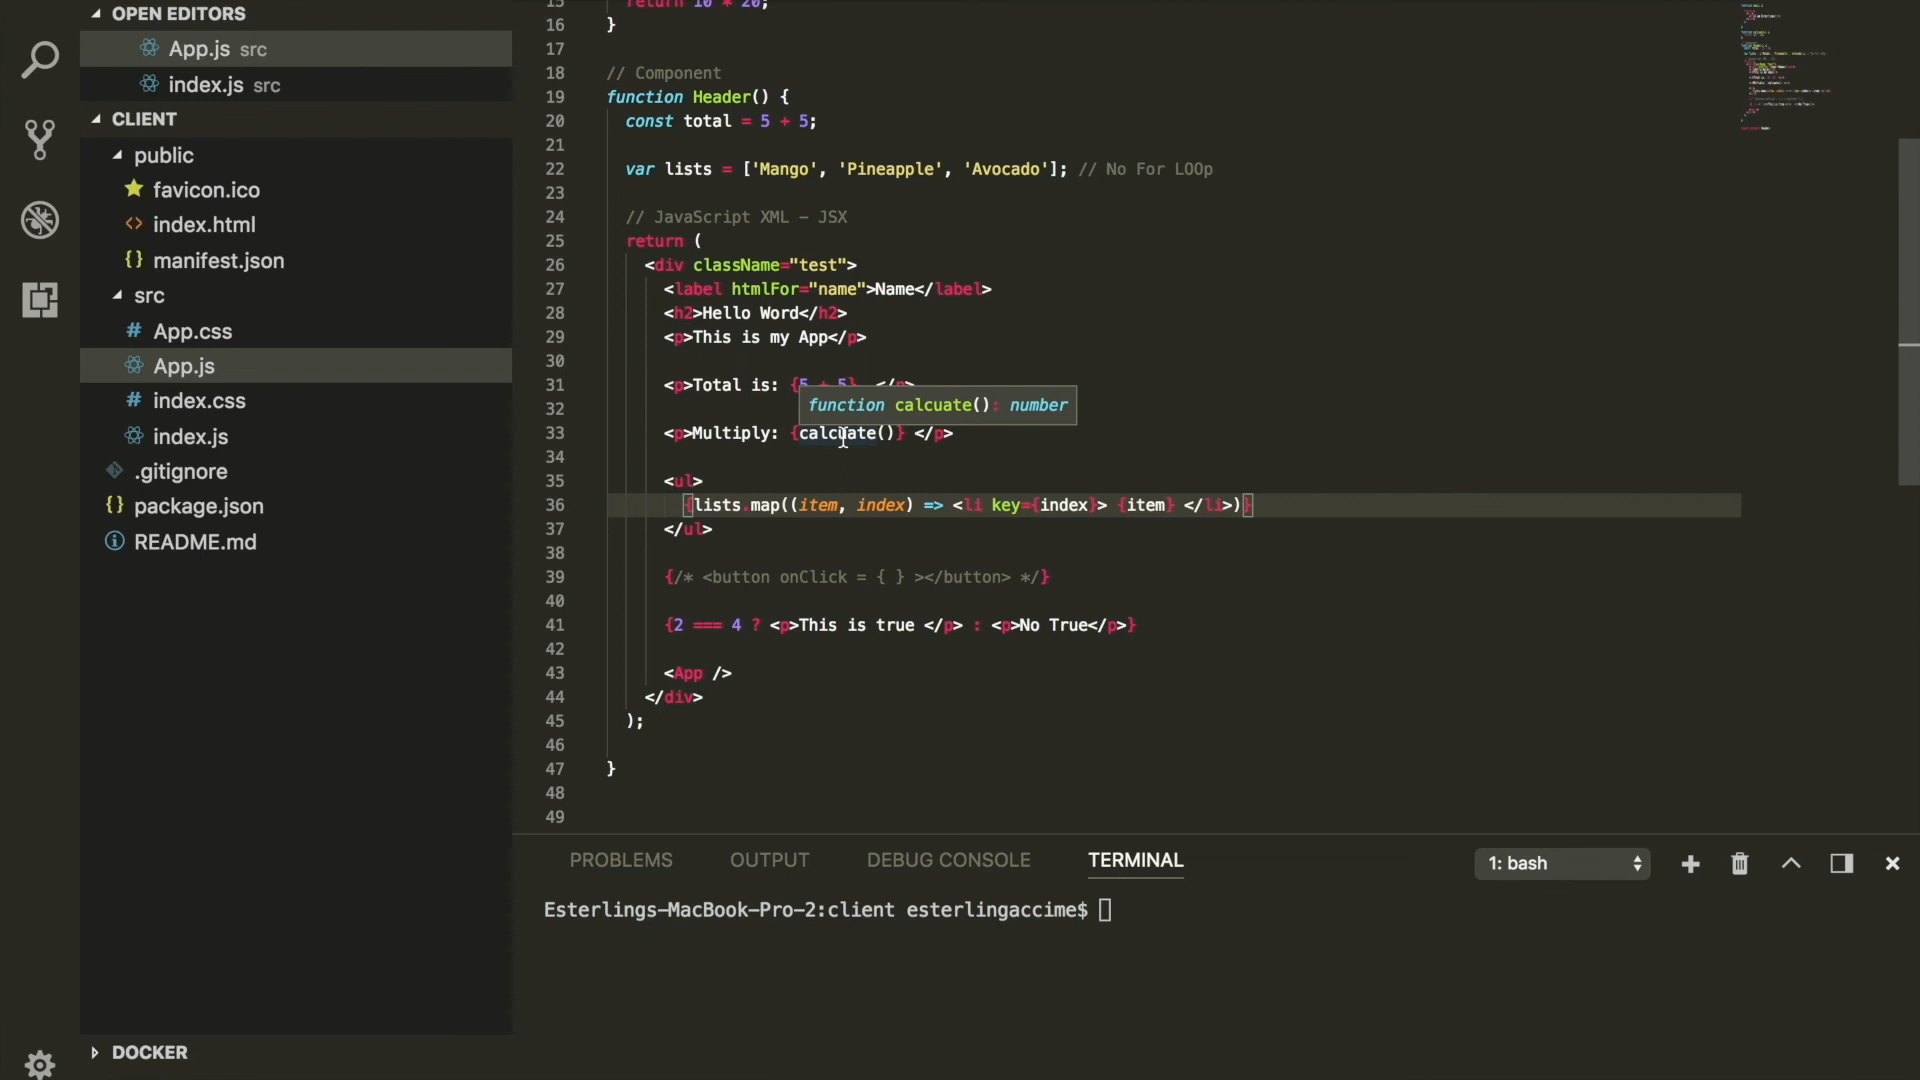 OPEN EDITORS
App.js src
index.js src
CLIENT
public
favicon.ico
<> index.html
{} manifest.json
src
# App.css
App.js
# index.css
index.js
.gitignore
{} package.json
README.md
DOCKER
15 return 10 * 20;
16 }
17
18 // Component
19 function Header() {
20 const total = 5 + 5;
21
22 var lists = ['Mango', 'Pineapple', 'Avocado']; // No For LOOp
23
24 // JavaScript XML - JSX
25 return (
26 <div className="test">
27 <label htmlFor="name">Name</label>
28 <h2>Hello Word</h2>
29 <p>This is my App</p>
30
31 <p>Total is: {5 + 5} </p>
32
function calcuate(): number
33 <p>Multiply: {calcuate()} </p>
34
35 <ul>
36 {lists.map((item, index) => <li key={index}> {item} </li>)}
37 </ul>
38
39 {/* <button onClick = { } ></button> */}
40
41 {2 === 4 ? <p>This is true </p> : <p>No True</p>}
42
43 <App />
44 </div>
45 );
46
47 }
48
49
PROBLEMS OUTPUT DEBUG CONSOLE TERMINAL 1: bash
Esterlings-MacBook-Pro-2:client esterlingaccime$